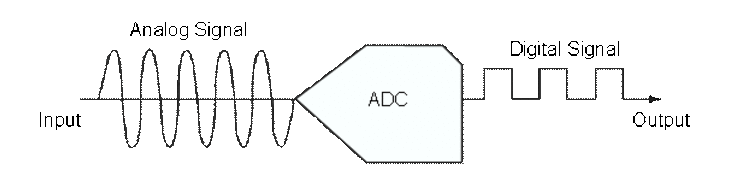 Analog Signal
Digital Signal
ADC
Input
Output